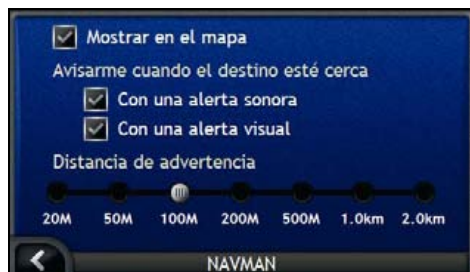 Mostrar en el mapa
Avisarme cuando el destino esté cerca
Con una alerta sonora
Con una alerta visual
Distancia de advertencia
20M 50M 100M 200M 500M 1.0km 2.0km
NAVMAN